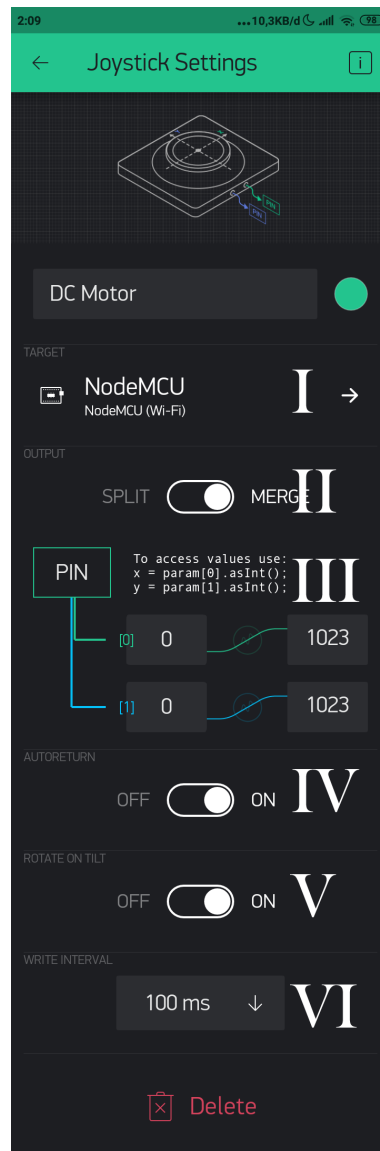 2:09 ...10,3KB/d 98
Joystick Settings i
PIN
PIN
DC Motor
TARGET
NodeMCU I
NodeMCU (Wi-Fi)
OUTPUT
SPLIT MERGE II
PIN To access values use: III
x = param[0].asInt();
y = param[1].asInt();
[0] 0 1023
[1] 0 1023
AUTORETURN
OFF ON IV
ROTATE ON TILT
OFF ON V
WRITE INTERVAL
100 ms VI
Delete